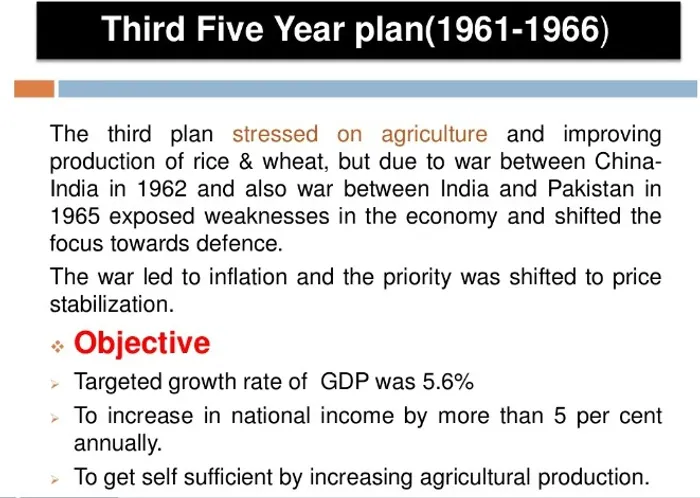 Third Five Year plan(1961-1966)
The third plan stressed on agriculture and improving
production of rice & wheat, but due to war between China-
India in 1962 and also war between India and Pakistan in
1965 exposed weaknesses in the economy and shifted the
focus towards defence.
The war led to inflation and the priority was shifted to price
stabilization.
Objective
Targeted growth rate of GDP was 5.6%
To increase in national income by more than 5 per cent
annually.
To get self sufficient by increasing agricultural production.